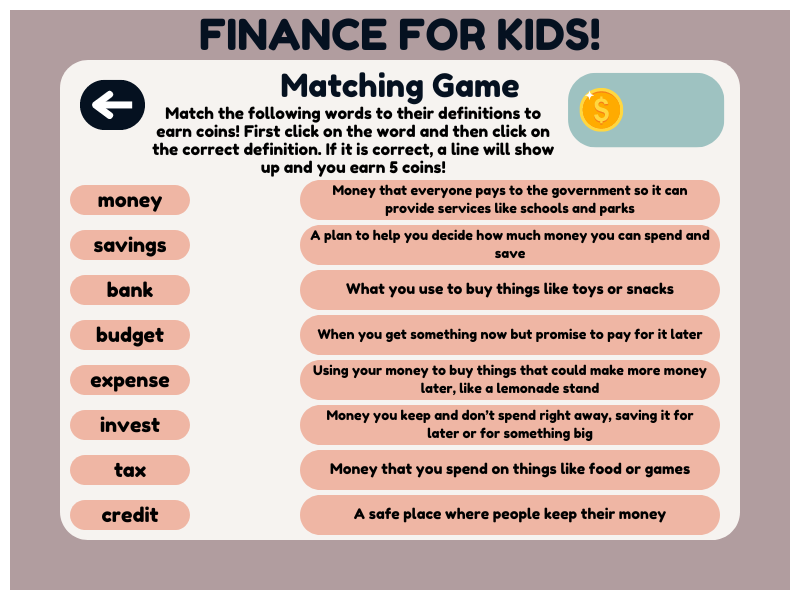 FINANCE FOR KIDS!
Matching Game
Match the following words to their definitions to
earn coins! First click on the word and then click on
the correct definition. If it is correct, a line will show
up and you earn 5 coins!
$
money
Money that everyone pays to the government so it can
provide services like schools and parks
savings
A plan to help you decide how much money you can spend and
save
bank
What you use to buy things like toys or snacks
budget
When you get something now but promise to pay for it later
expense
Using your money to buy things that could make more money
later, like a lemonade stand
invest
Money you keep and don't spend right away, saving it for
later or for something big
tax
Money that you spend on things like food or games
credit
A safe place where people keep their money